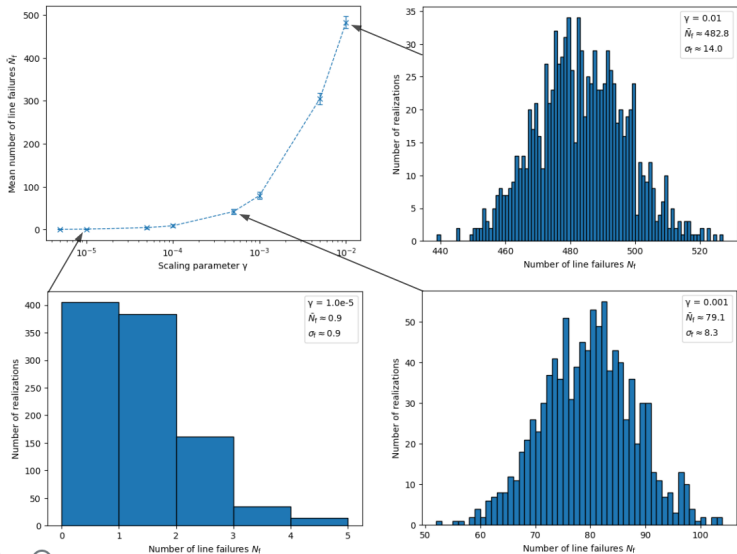 500
400
300
200
100
0
Mean number of line failures N̄f
10⁻⁵
10⁻⁴
10⁻³
10⁻²
Scaling parameter γ
35
30
25
20
15
10
5
0
Number of realizations
γ = 0.01
N̄f ≈ 482.8
σf ≈ 14.0
440
460
480
500
520
Number of line failures Nf
400
350
300
250
200
150
100
50
0
Number of realizations
γ = 1.0e-5
N̄f ≈ 0.9
σf ≈ 0.9
0
1
2
3
4
5
Number of line failures Nf
50
40
30
20
10
0
Number of realizations
γ = 0.001
N̄f ≈ 79.1
σf ≈ 8.3
50
60
70
80
90
100
Number of line failures Nf